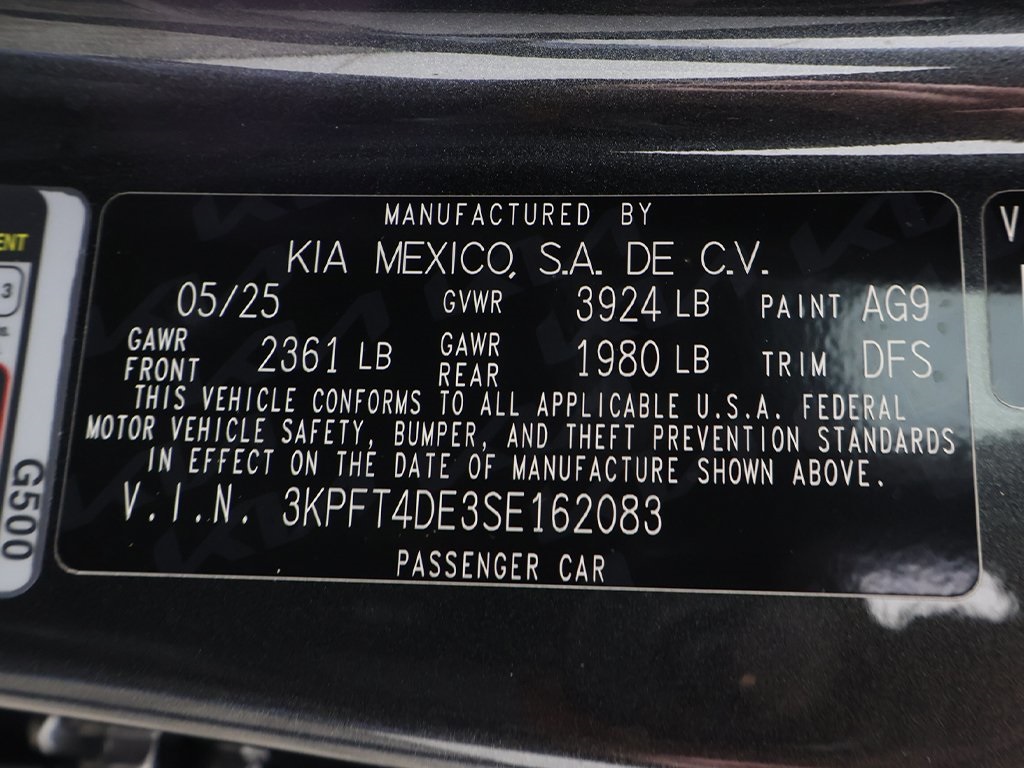 MANUFACTURED BY
KIA MEXICO, S.A. DE C.V.
05/25 GVWR 3924 LB PAINT AG9
GAWR FRONT 2361 LB GAWR REAR 1980 LB TRIM DFS
THIS VEHICLE CONFORMS TO ALL APPLICABLE U.S.A. FEDERAL
MOTOR VEHICLE SAFETY, BUMPER, AND THEFT PREVENTION STANDARDS
IN EFFECT ON THE DATE OF MANUFACTURE SHOWN ABOVE.
V.I.N. 3KPFT4DE3SE162083
PASSENGER CAR
ENT
3
G500
V